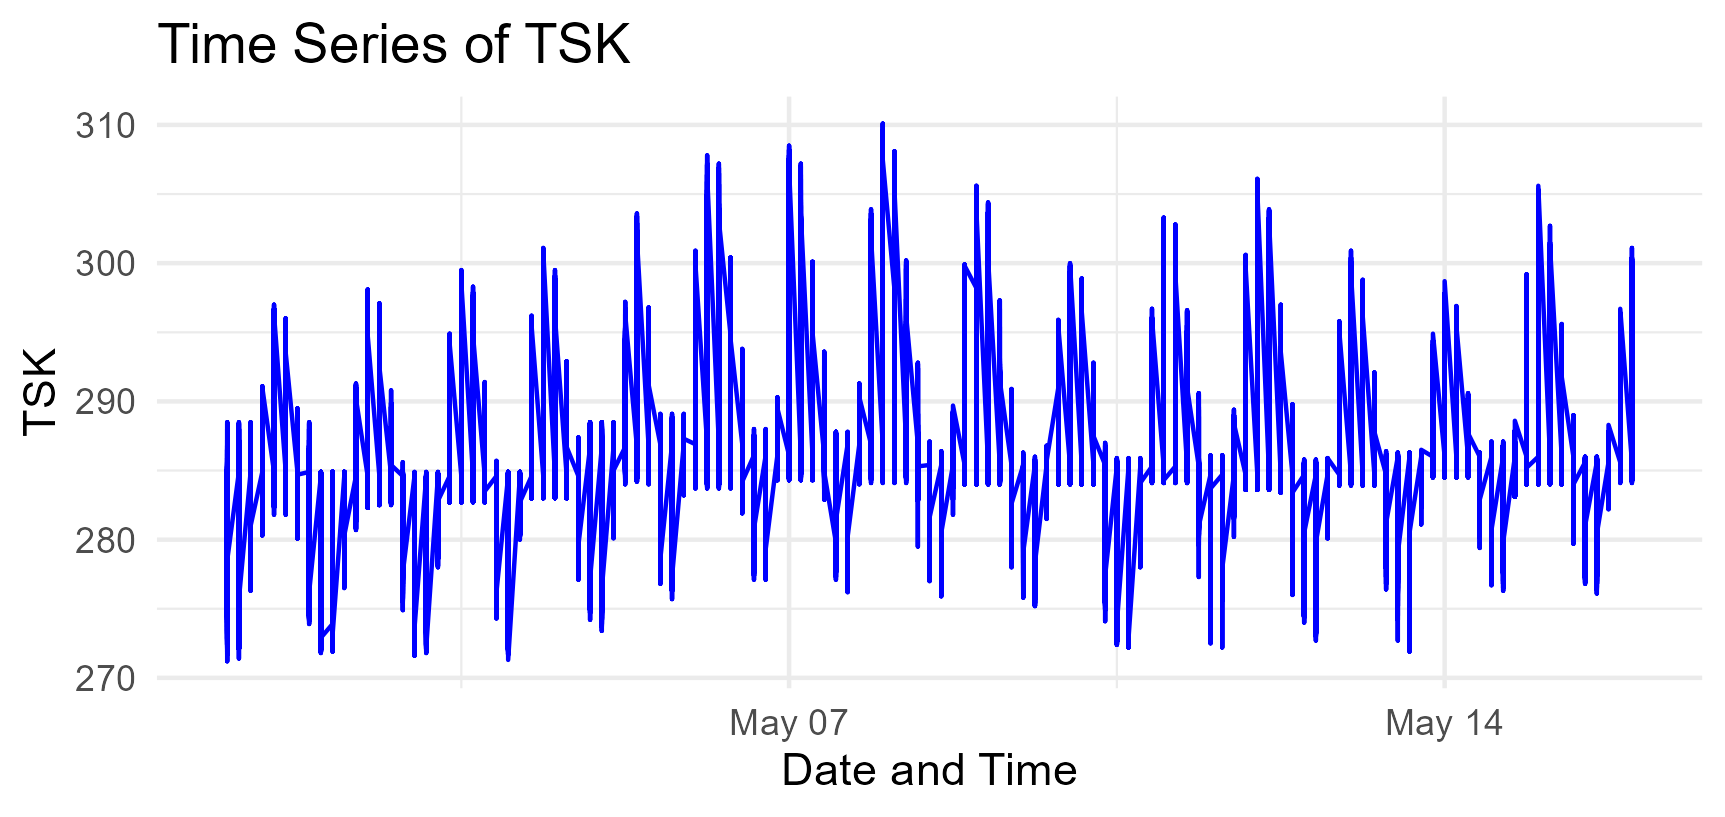 Time Series of TSK
310
300
290
280
270
TSK
May 07
May 14
Date and Time